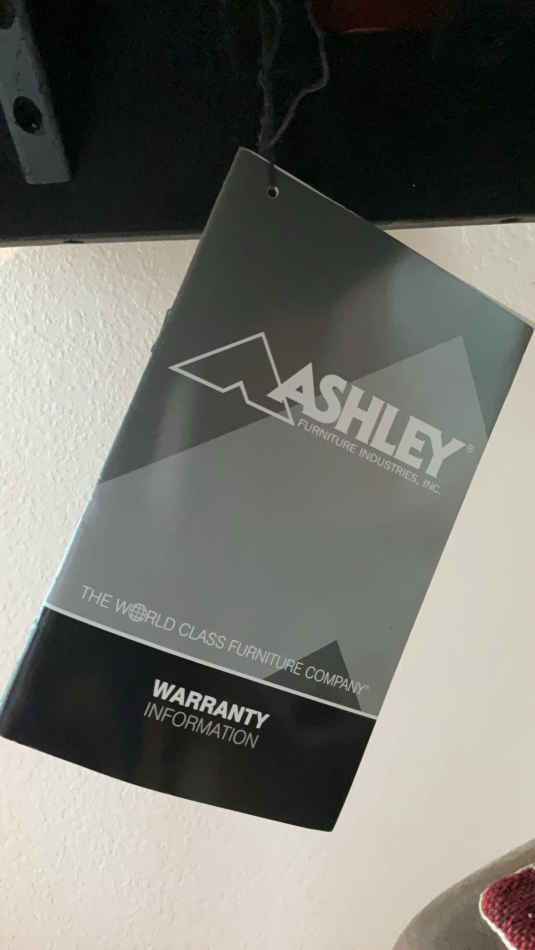 ASHLEY®
FURNITURE INDUSTRIES, INC.
THE WORLD CLASS FURNITURE COMPANY®
WARRANTY
INFORMATION